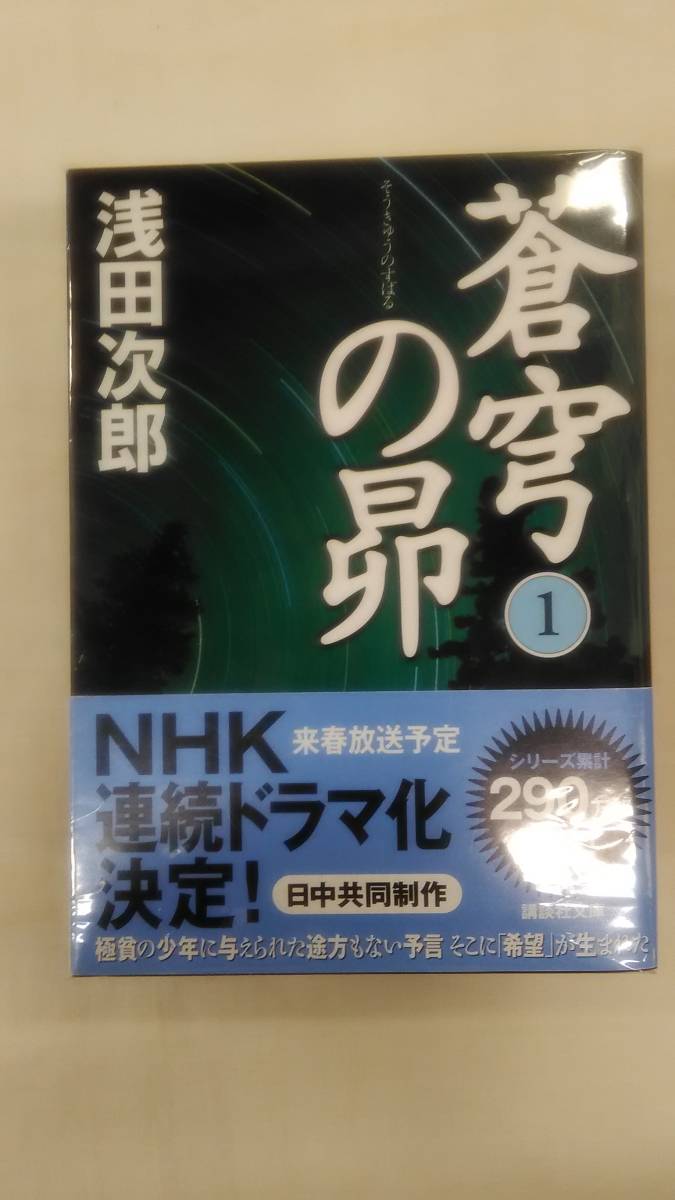 蒼穹
の昴
そうきゅうのすばる
1
浅田次郎
NHK
来春放送予定
連続ドラマ化
決定!
日中共同制作
シリーズ累計
290
講談社文庫
極貧の少年に与えられた途方もない予言 そこに「希望」が生まれた